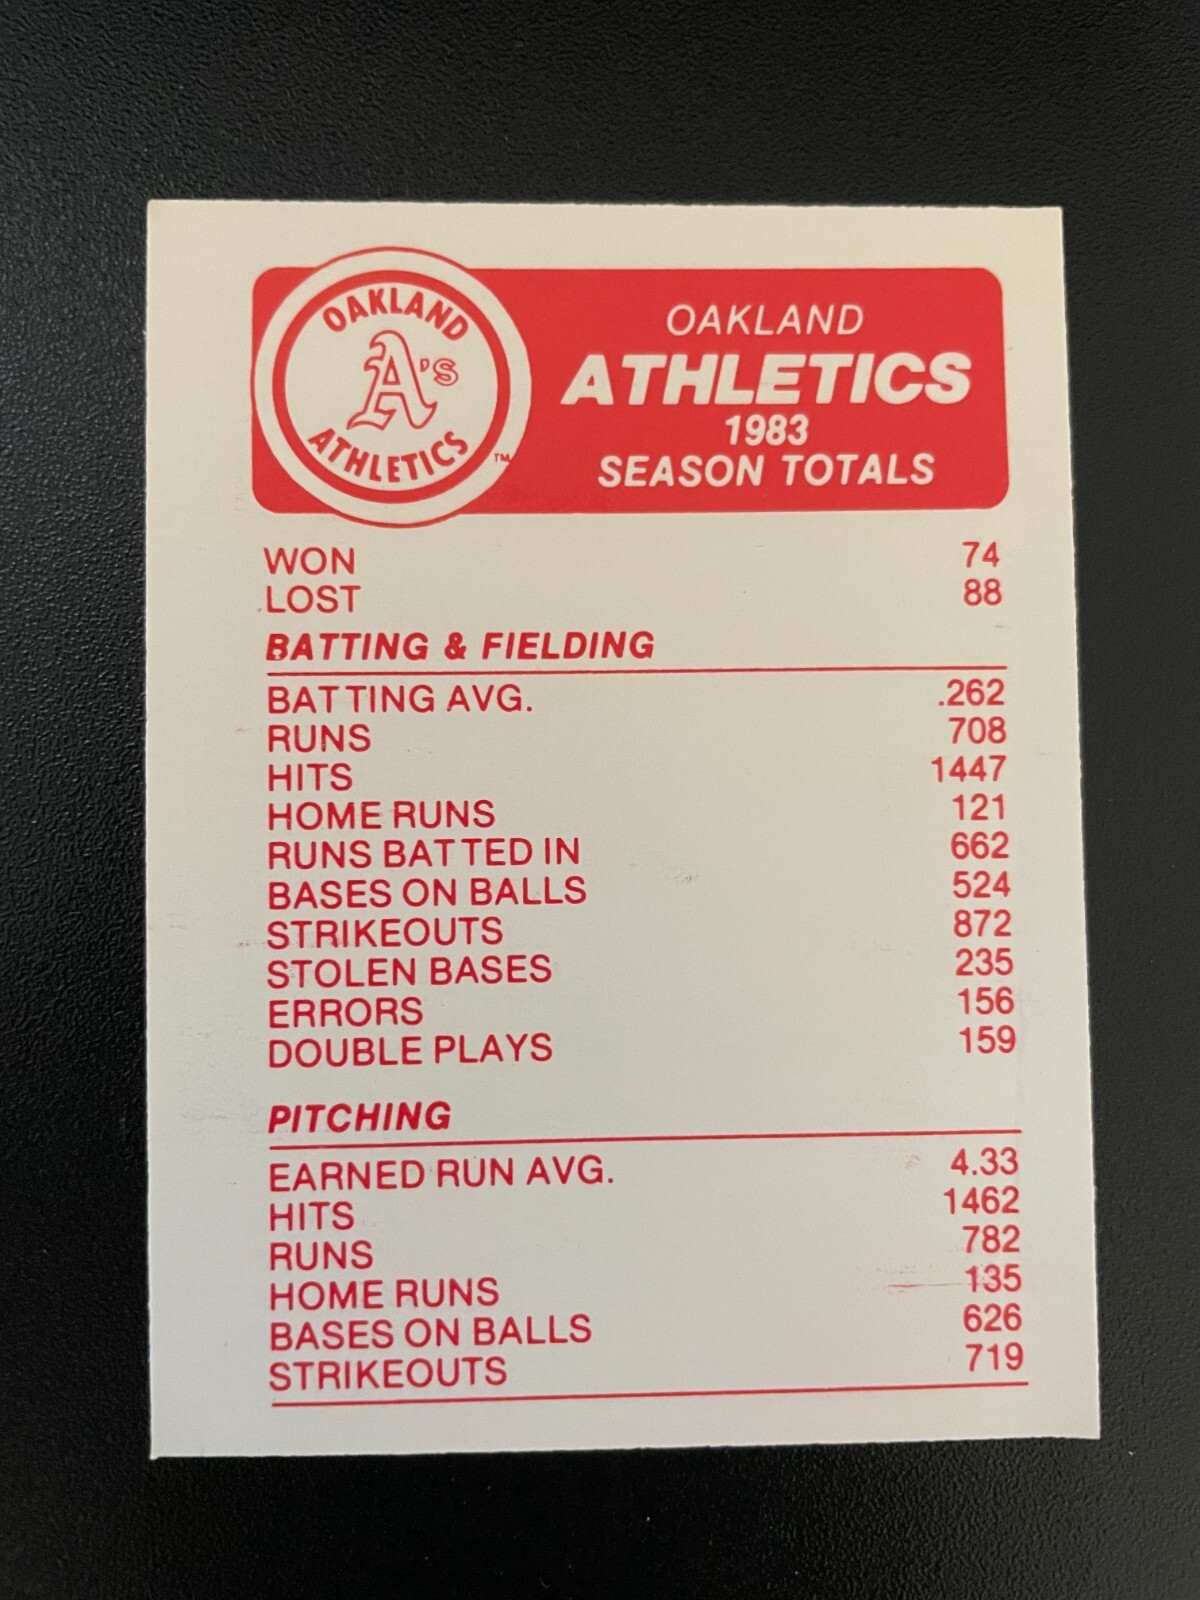 OAKLAND
A's
ATHLETICS
TM
OAKLAND
ATHLETICS
1983
SEASON TOTALS
WON 74
LOST 88
BATTING & FIELDING
BATTING AVG. .262
RUNS 708
HITS 1447
HOME RUNS 121
RUNS BATTED IN 662
BASES ON BALLS 524
STRIKEOUTS 872
STOLEN BASES 235
ERRORS 156
DOUBLE PLAYS 159
PITCHING
EARNED RUN AVG. 4.33
HITS 1462
RUNS 782
HOME RUNS 135
BASES ON BALLS 626
STRIKEOUTS 719